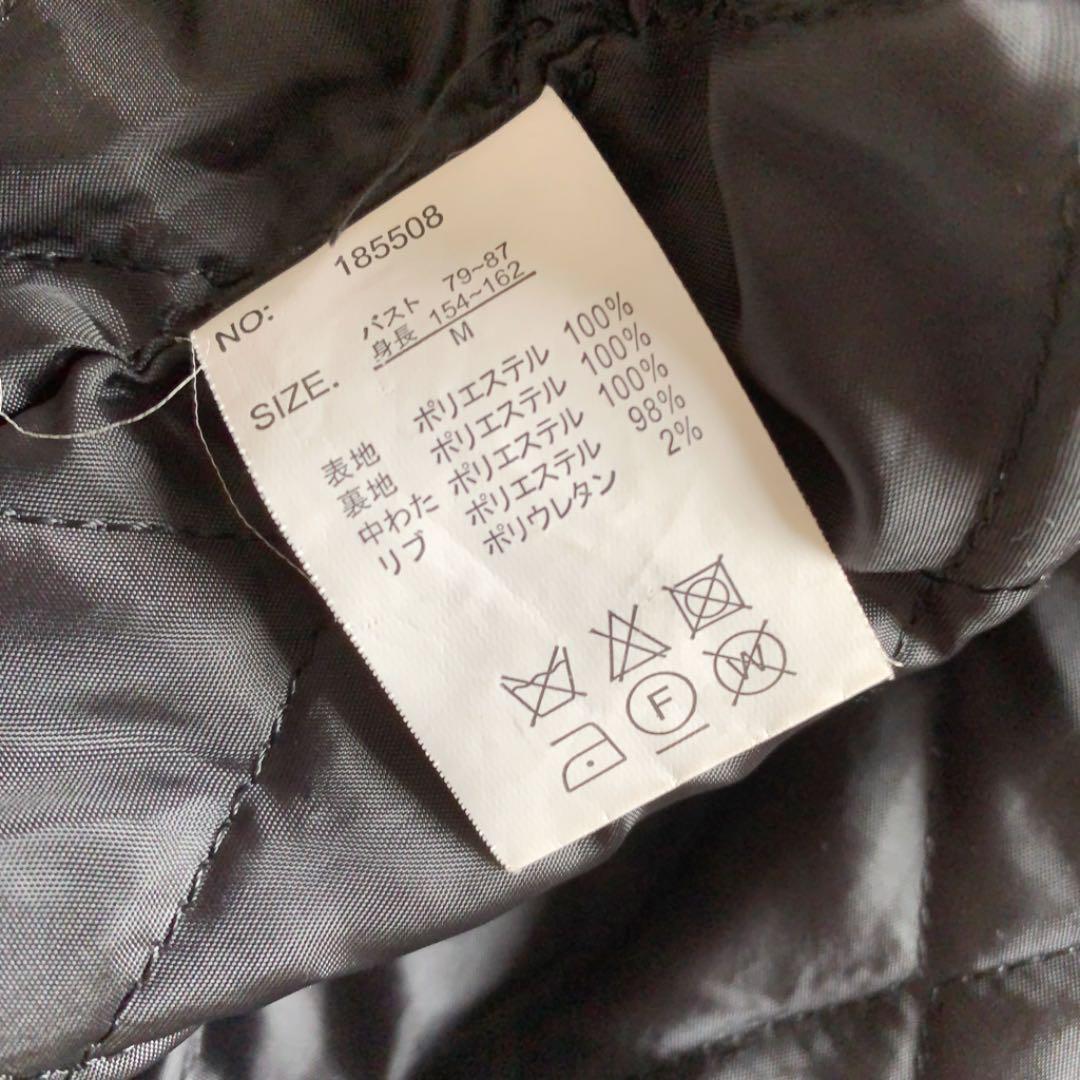 NO: 185508
SIZE. バスト 79~87
身長 154~162
M
表地 ポリエステル 100%
裏地 ポリエステル 100%
中わた ポリエステル 100%
リブ ポリエステル 98%
ポリウレタン 2%
F W